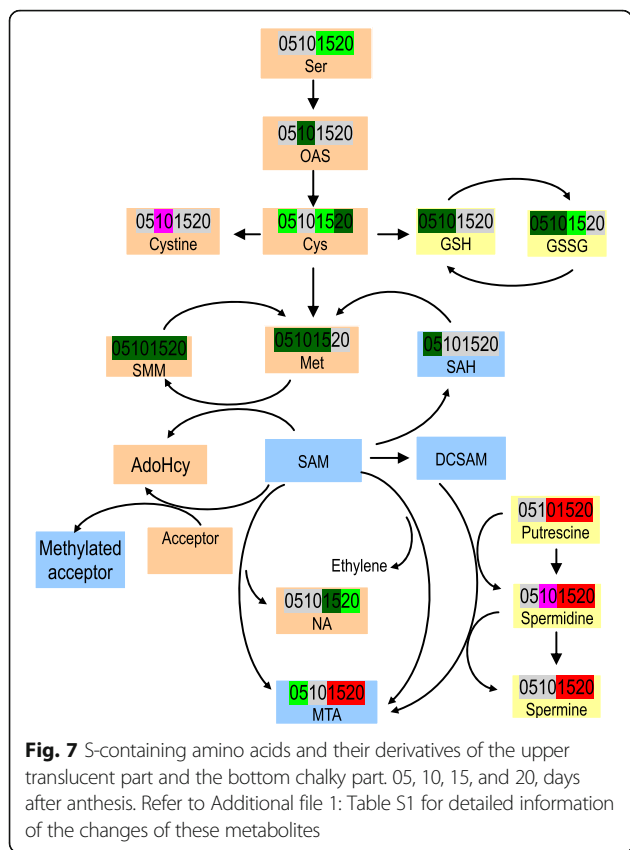 05101520
Ser
05101520
OAS
05101520
Cystine
05101520
Cys
05101520
GSH
05101520
GSSG
05101520
SMM
05101520
Met
05101520
SAH
AdoHcy
SAM
DCSAM
Methylated
acceptor
Acceptor
Ethylene
05101520
Putrescine
05101520
NA
05101520
Spermidine
05101520
MTA
05101520
Spermine
Fig. 7 S-containing amino acids and their derivatives of the upper
translucent part and the bottom chalky part. 05, 10, 15, and 20, days
after anthesis. Refer to Additional file 1: Table S1 for detailed information
of the changes of these metabolites